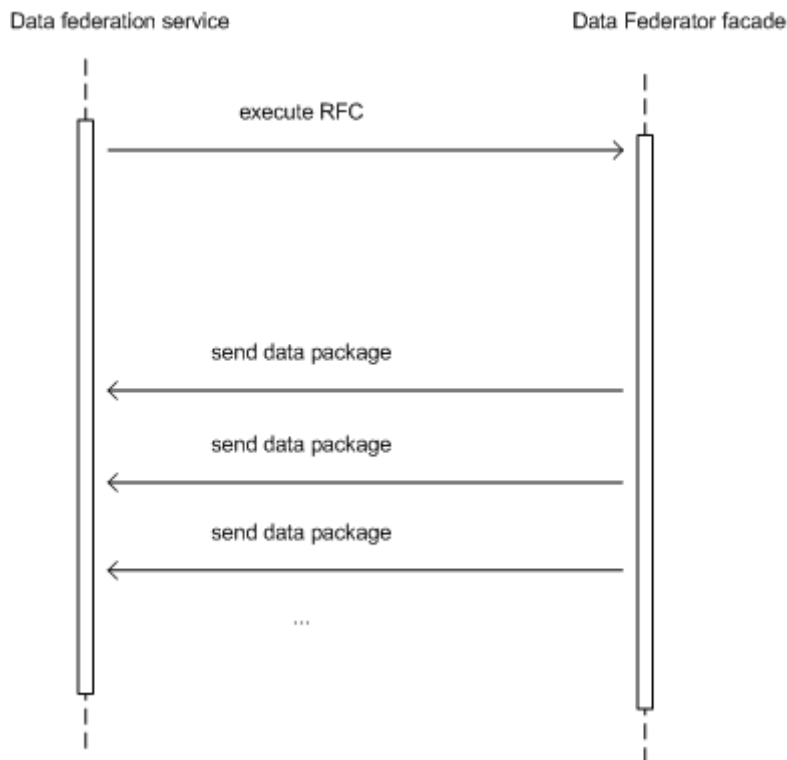 Data federation service
Data Federator facade
execute RFC
send data package
send data package
send data package
...